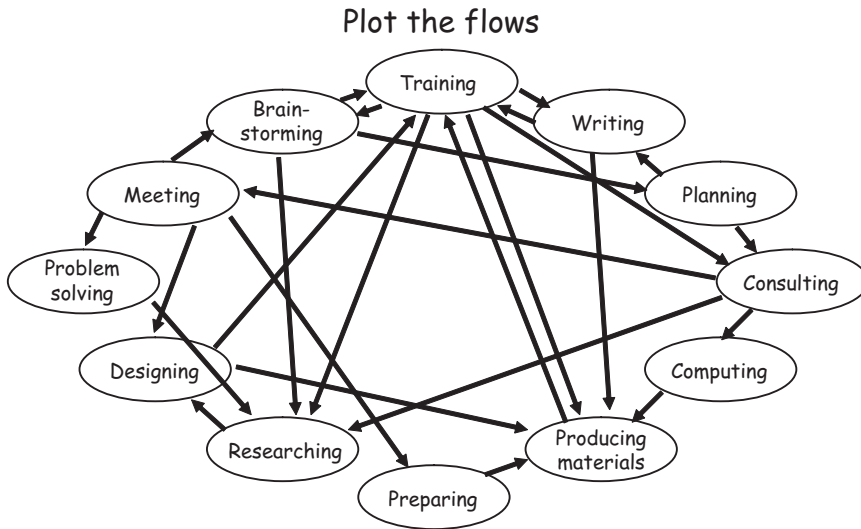 Plot the flows
Training
Brain-
storming
Writing
Meeting
Planning
Problem
solving
Consulting
Designing
Computing
Researching
Producing
materials
Preparing